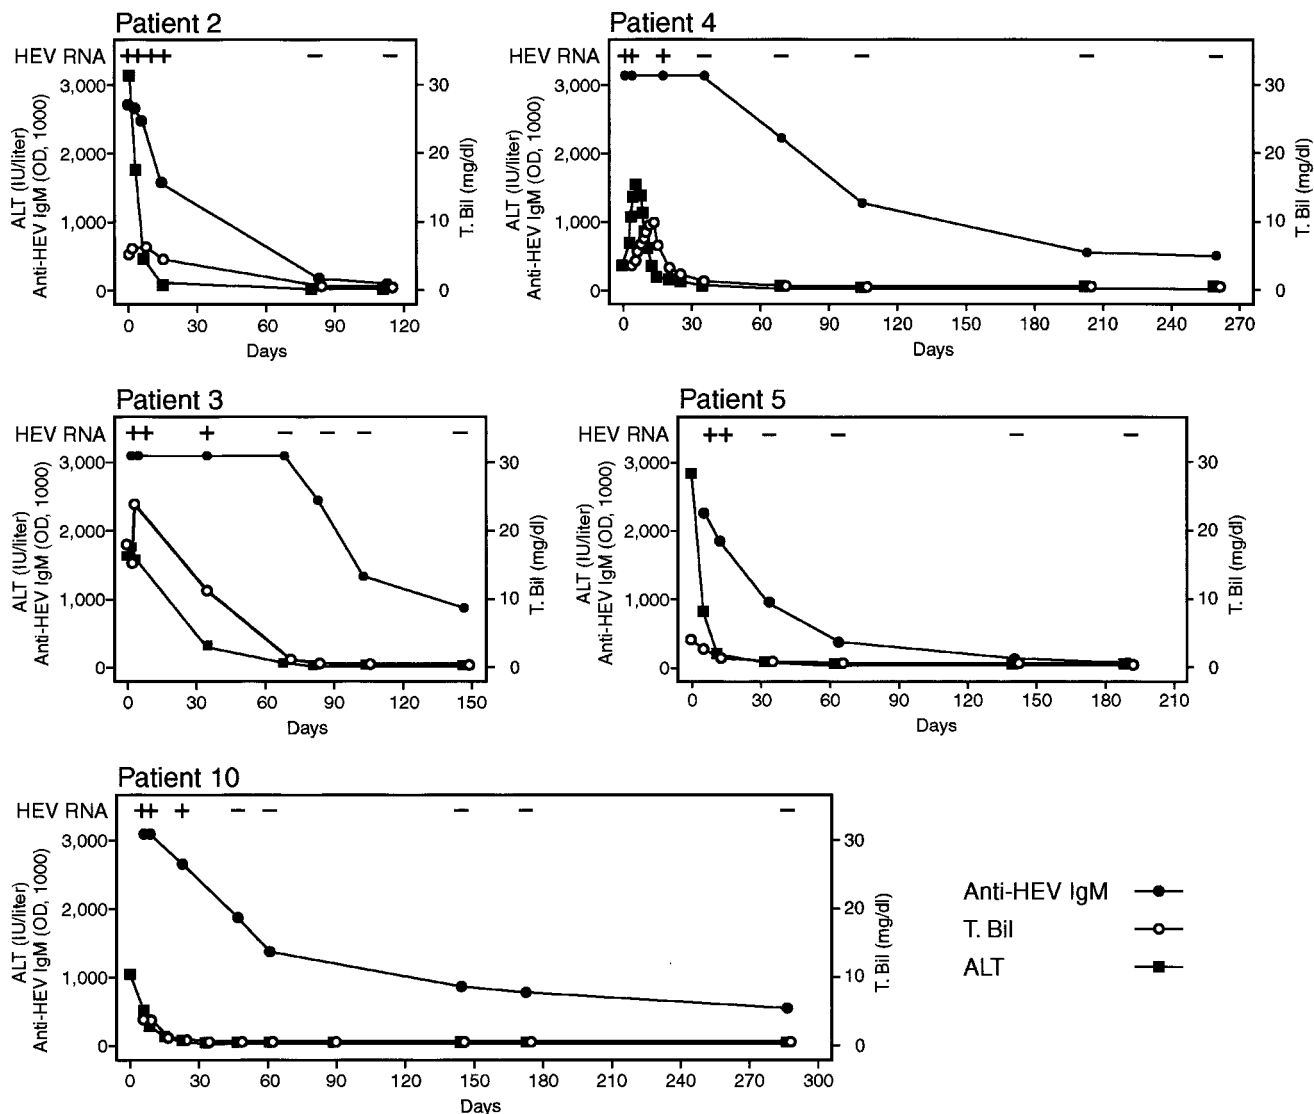 Patient 2
HEV RNA + + + + − −
ALT (IU/liter)
Anti-HEV IgM (OD, 1000)
3,000
2,000
1,000
0
30
20
10
0
T. Bil (mg/dl)
0 30 60 90 120
Days
Patient 4
HEV RNA + + + − − − − −
ALT (IU/liter)
Anti-HEV IgM (OD, 1000)
3,000
2,000
1,000
0
30
20
10
0
T. Bil (mg/dl)
0 30 60 90 120 150 180 210 240 270
Days
Patient 3
HEV RNA + + + − − − −
ALT (IU/liter)
Anti-HEV IgM (OD, 1000)
3,000
2,000
1,000
0
30
20
10
0
T. Bil (mg/dl)
0 30 60 90 120 150
Days
Patient 5
HEV RNA + + − − − −
ALT (IU/liter)
Anti-HEV IgM (OD, 1000)
3,000
2,000
1,000
0
30
20
10
0
T. Bil (mg/dl)
0 30 60 90 120 150 180 210
Days
Patient 10
HEV RNA + + + − − − − −
ALT (IU/liter)
Anti-HEV IgM (OD, 1000)
3,000
2,000
1,000
0
30
20
10
0
T. Bil (mg/dl)
0 30 60 90 120 150 180 210 240 270 300
Days
Anti-HEV IgM
T. Bil
ALT